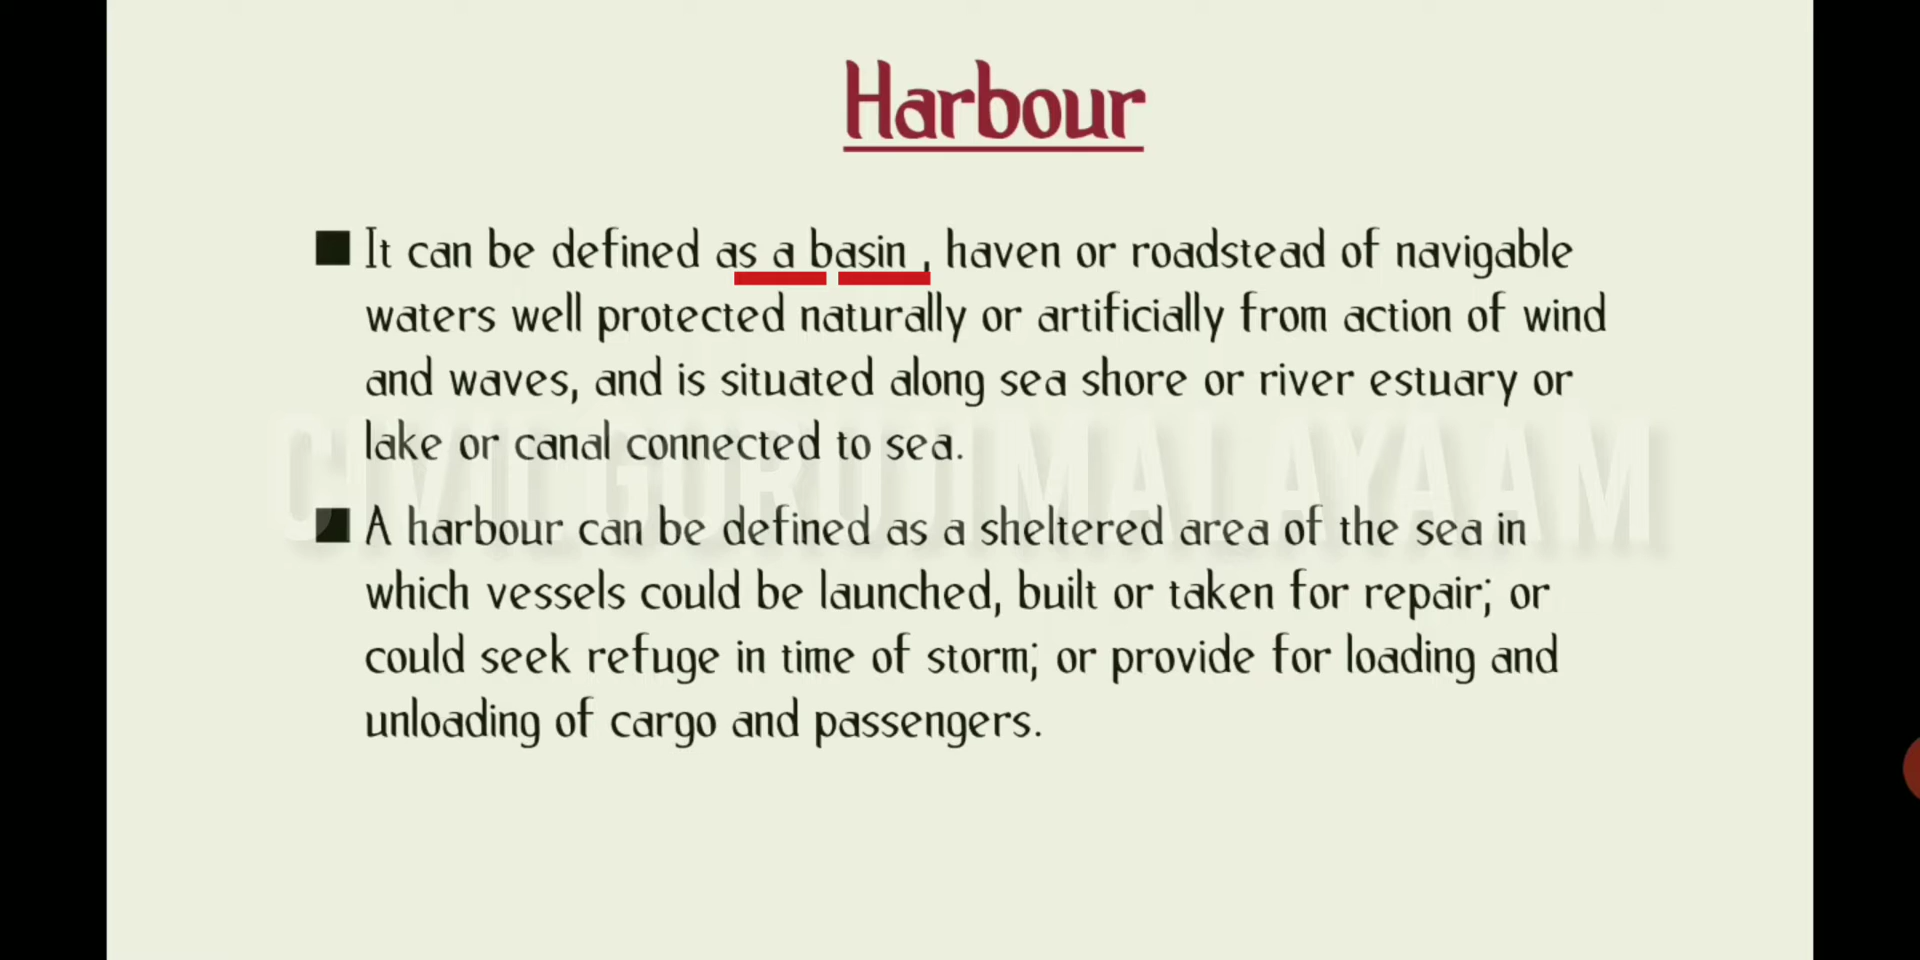 Harbour
It can be defined as a basin , haven or roadstead of navigable
waters well protected naturally or artificially from action of wind
and waves, and is situated along sea shore or river estuary or
lake or canal connected to sea.
CIVIL GURUJI MALAYAAM
A harbour can be defined as a sheltered area of the sea in
which vessels could be launched, built or taken for repair; or
could seek refuge in time of storm; or provide for loading and
unloading of cargo and passengers.